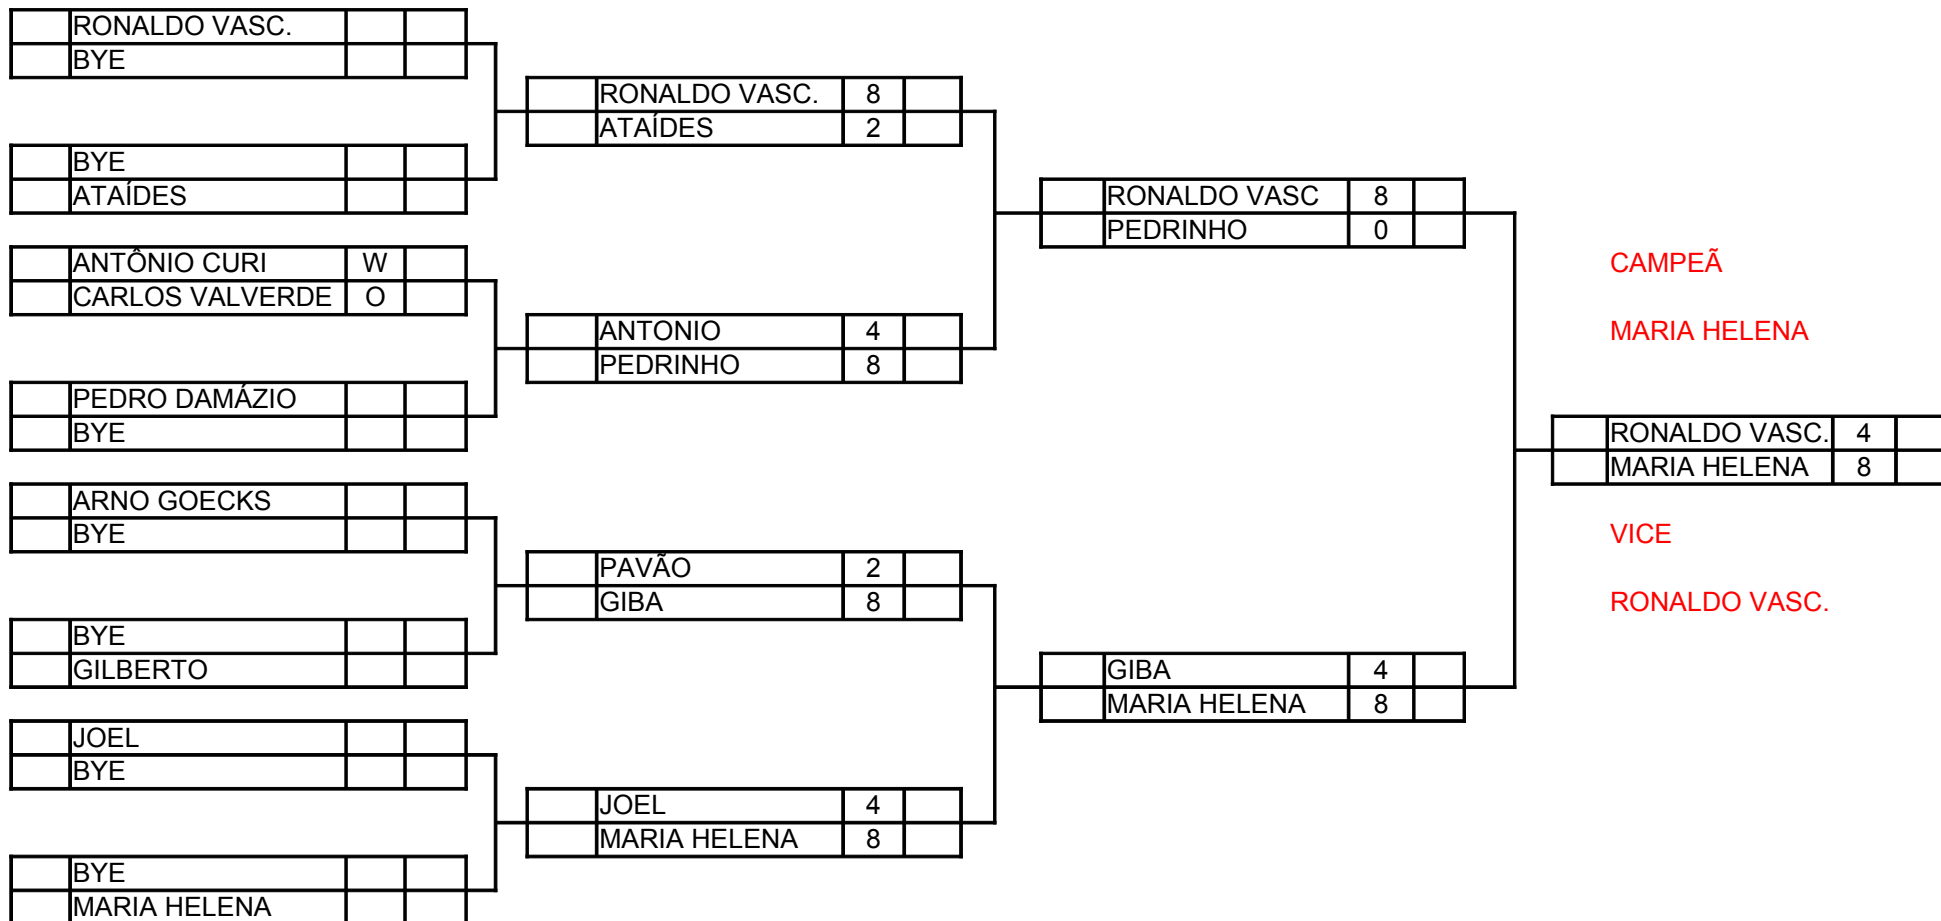 RONALDO VASC.
BYE
BYE
ATAÍDES
ANTÔNIO CURI W
CARLOS VALVERDE O
PEDRO DAMÁZIO
BYE
ARNO GOECKS
BYE
BYE
GILBERTO
JOEL
BYE
BYE
MARIA HELENA
RONALDO VASC. 8
ATAÍDES 2
ANTONIO 4
PEDRINHO 8
PAVÃO 2
GIBA 8
JOEL 4
MARIA HELENA 8
RONALDO VASC 8
PEDRINHO 0
GIBA 4
MARIA HELENA 8
CAMPEÃ
MARIA HELENA
RONALDO VASC. 4
MARIA HELENA 8
VICE
RONALDO VASC.